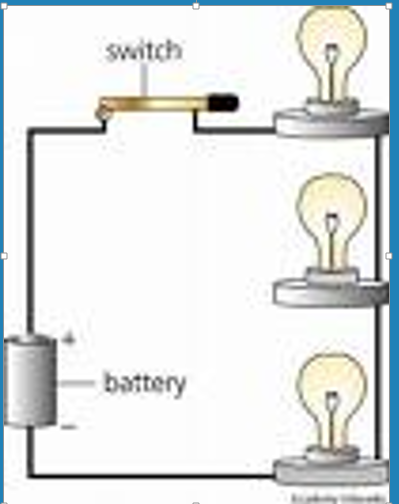 switch
+
battery
−